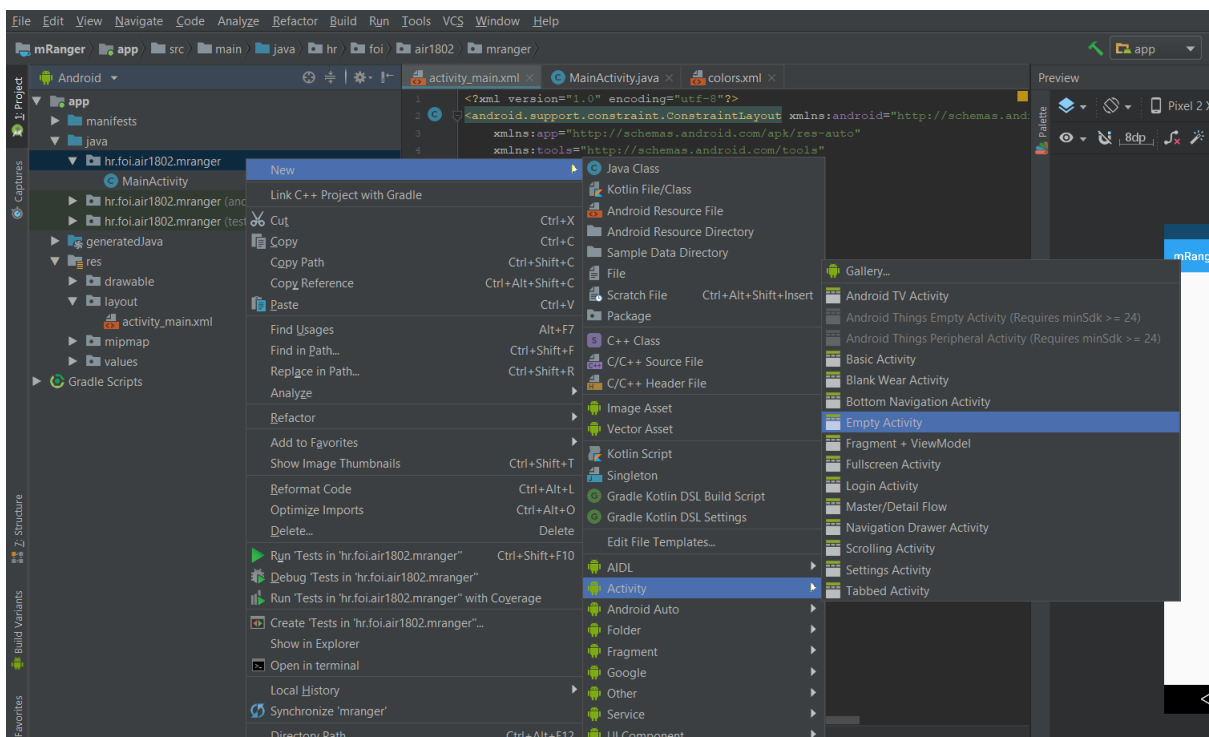 File Edit View Navigate Code Analyze Refactor Build Run Tools VCS Window Help
mRanger app src main java hr foi air1802 mranger app
1: Project
Captures
7: Structure
Build Variants
Favorites
Android
app
manifests
java
hr.foi.air1802.mranger
MainActivity
hr.foi.air1802.mranger (and
hr.foi.air1802.mranger (test
generatedJava
res
drawable
layout
activity_main.xml
mipmap
values
Gradle Scripts
activity_main.xml MainActivity.java colors.xml
1 <?xml version="1.0" encoding="utf-8"?>
2 <android.support.constraint.ConstraintLayout xmlns:android="http://schemas.and
3 xmlns:app="http://schemas.android.com/apk/res-auto"
4 xmlns:tools="http://schemas.android.com/tools"
Preview
Palette
Pixel 2
8dp
mRang
New
Link C++ Project with Gradle
Cut Ctrl+X
Copy Ctrl+C
Copy Path Ctrl+Shift+C
Copy Reference Ctrl+Alt+Shift+C
Paste Ctrl+V
Find Usages Alt+F7
Find in Path... Ctrl+Shift+F
Replace in Path... Ctrl+Shift+R
Analyze
Refactor
Add to Favorites
Show Image Thumbnails Ctrl+Shift+T
Reformat Code Ctrl+Alt+L
Optimize Imports Ctrl+Alt+O
Delete... Delete
Run 'Tests in 'hr.foi.air1802.mranger'' Ctrl+Shift+F10
Debug 'Tests in 'hr.foi.air1802.mranger''
Run 'Tests in 'hr.foi.air1802.mranger'' with Coverage
Create 'Tests in 'hr.foi.air1802.mranger''...
Show in Explorer
Open in terminal
Local History
Synchronize 'mranger'
Directory Path Ctrl+Alt+F12
Java Class
Kotlin File/Class
Android Resource File
Android Resource Directory
Sample Data Directory
File
Scratch File Ctrl+Alt+Shift+Insert
Package
C++ Class
C/C++ Source File
C/C++ Header File
Image Asset
Vector Asset
Kotlin Script
Singleton
Gradle Kotlin DSL Build Script
Gradle Kotlin DSL Settings
Edit File Templates...
AIDL
Activity
Android Auto
Folder
Fragment
Google
Other
Service
UI Component
Gallery...
Android TV Activity
Android Things Empty Activity (Requires minSdk >= 24)
Android Things Peripheral Activity (Requires minSdk >= 24)
Basic Activity
Blank Wear Activity
Bottom Navigation Activity
Empty Activity
Fragment + ViewModel
Fullscreen Activity
Login Activity
Master/Detail Flow
Navigation Drawer Activity
Scrolling Activity
Settings Activity
Tabbed Activity